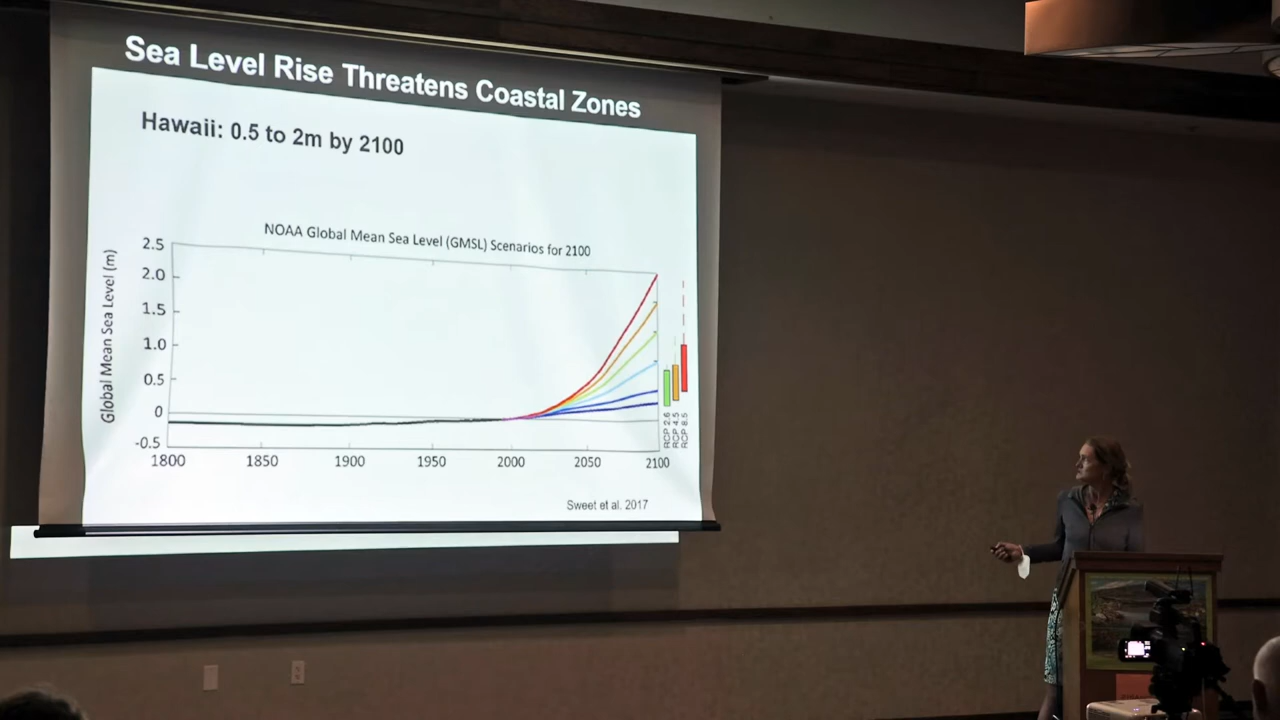 Sea Level Rise Threatens Coastal Zones
Hawaii: 0.5 to 2m by 2100
NOAA Global Mean Sea Level (GMSL) Scenarios for 2100
Global Mean Sea Level (m)
2.5
2.0
1.5
1.0
0.5
0
-0.5
1800 1850 1900 1950 2000 2050 2100
RCP 2.6
RCP 4.5
RCP 8.5
Sweet et al. 2017